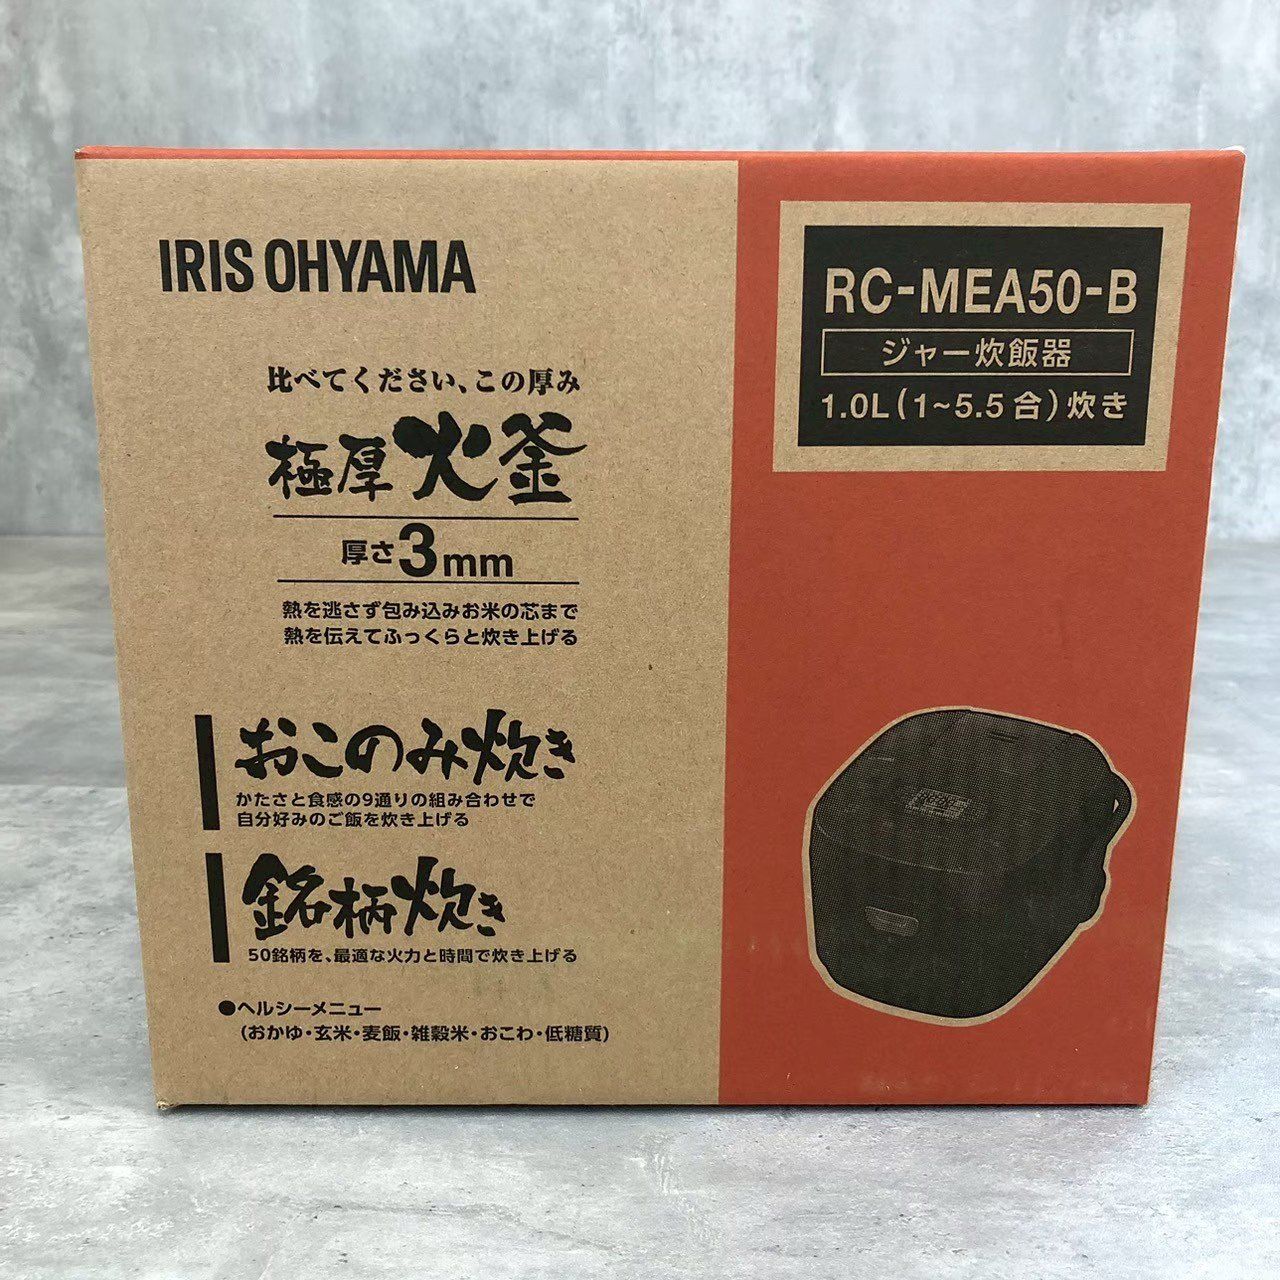 IRIS OHYAMA
比べてください、この厚み
極厚火釜
厚さ3mm
熱を逃さず包み込みお米の芯まで
熱を伝えてふっくらと炊き上げる
おこのみ炊き
かたさと食感の9通りの組み合わせで
自分好みのご飯を炊き上げる
銘柄炊き
50銘柄を、最適な火力と時間で炊き上げる
●ヘルシーメニュー
(おかゆ・玄米・麦飯・雑穀米・おこわ・低糖質)
RC-MEA50-B
ジャー炊飯器
1.0L(1~5.5合)炊き